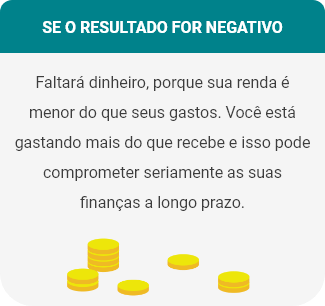 SE O RESULTADO FOR NEGATIVO
Faltará dinheiro, porque sua renda é
menor do que seus gastos. Você está
gastando mais do que recebe e isso pode
comprometer seriamente as suas
finanças a longo prazo.